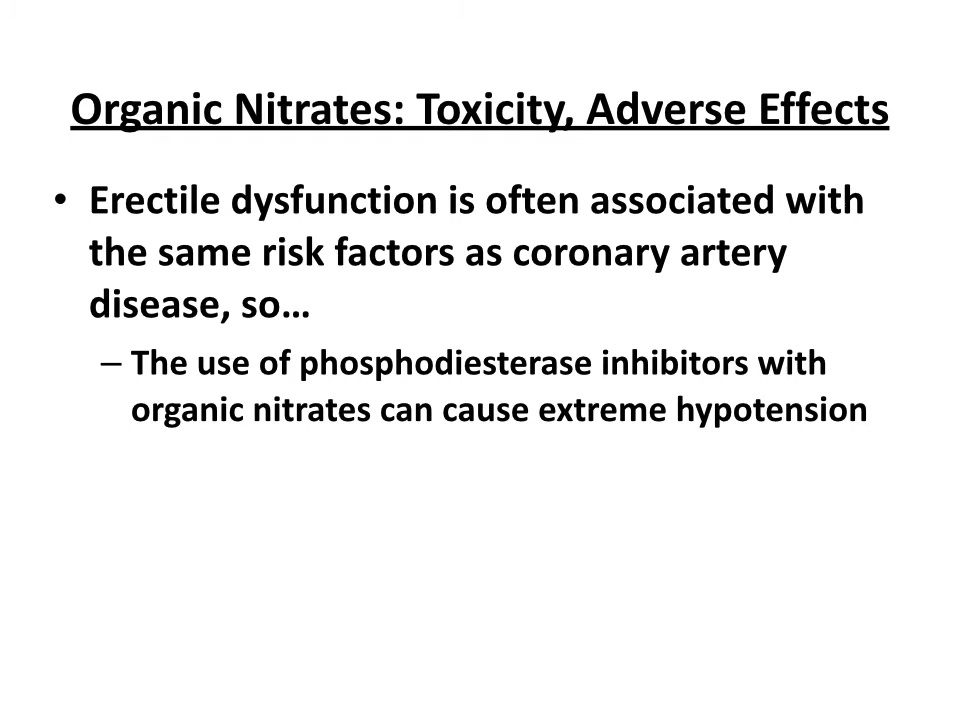 Organic Nitrates: Toxicity, Adverse Effects
• Erectile dysfunction is often associated with
the same risk factors as coronary artery
disease, so…
– The use of phosphodiesterase inhibitors with
organic nitrates can cause extreme hypotension